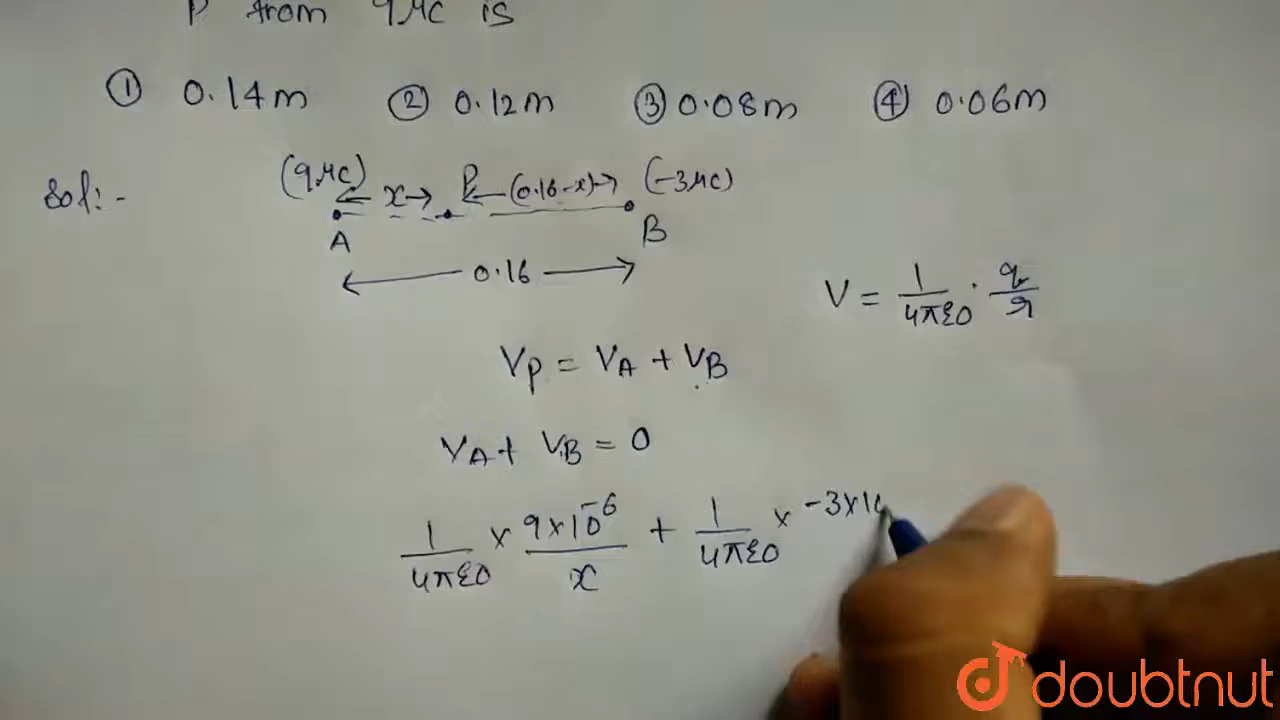 P from 9μc is
① 0.14m ② 0.12m ③ 0.08m ④ 0.06m
Sol:- (9μc) ←x→ P ←(0.16-x)→ (-3μc)
A B
← 0.16 →
V = 1/4πε0 · q/r
Vp = VA + VB
VA + VB = 0
1/4πε0 × 9×10^-6/x + 1/4πε0 × -3×10
doubtnut